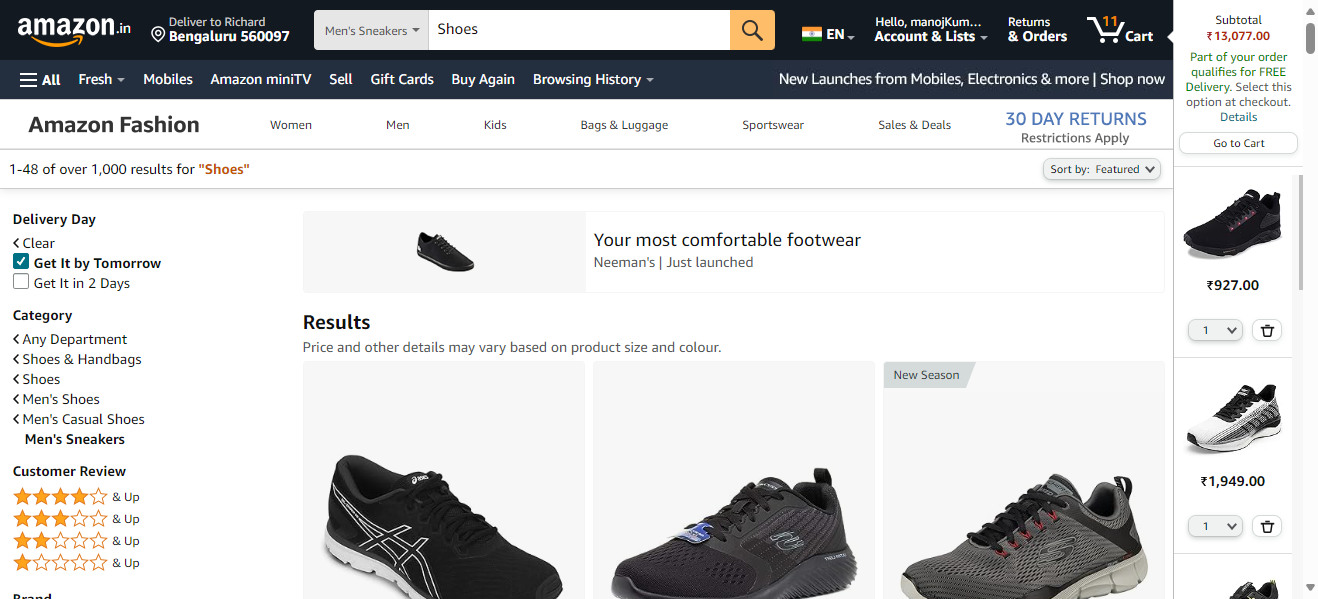 amazon.in
Deliver to Richard
Bengaluru 560097
Men's Sneakers
Shoes
EN
Hello, manojKum...
Account & Lists
Returns
& Orders
11
Cart
All
Fresh
Mobiles
Amazon miniTV
Sell
Gift Cards
Buy Again
Browsing History
New Launches from Mobiles, Electronics & more | Shop now
Subtotal
₹13,077.00
Part of your order
qualifies for FREE
Delivery. Select this
option at checkout.
Details
Go to Cart
Amazon Fashion
Women
Men
Kids
Bags & Luggage
Sportswear
Sales & Deals
30 DAY RETURNS
Restrictions Apply
1-48 of over 1,000 results for "Shoes"
Sort by: Featured
Delivery Day
Clear
Get It by Tomorrow
Get It in 2 Days
Category
Any Department
Shoes & Handbags
Shoes
Men's Shoes
Men's Casual Shoes
Men's Sneakers
Customer Review
& Up
& Up
& Up
& Up
Brand
Your most comfortable footwear
Neeman's | Just launched
Results
Price and other details may vary based on product size and colour.
New Season
asics
₹927.00
1
₹1,949.00
1